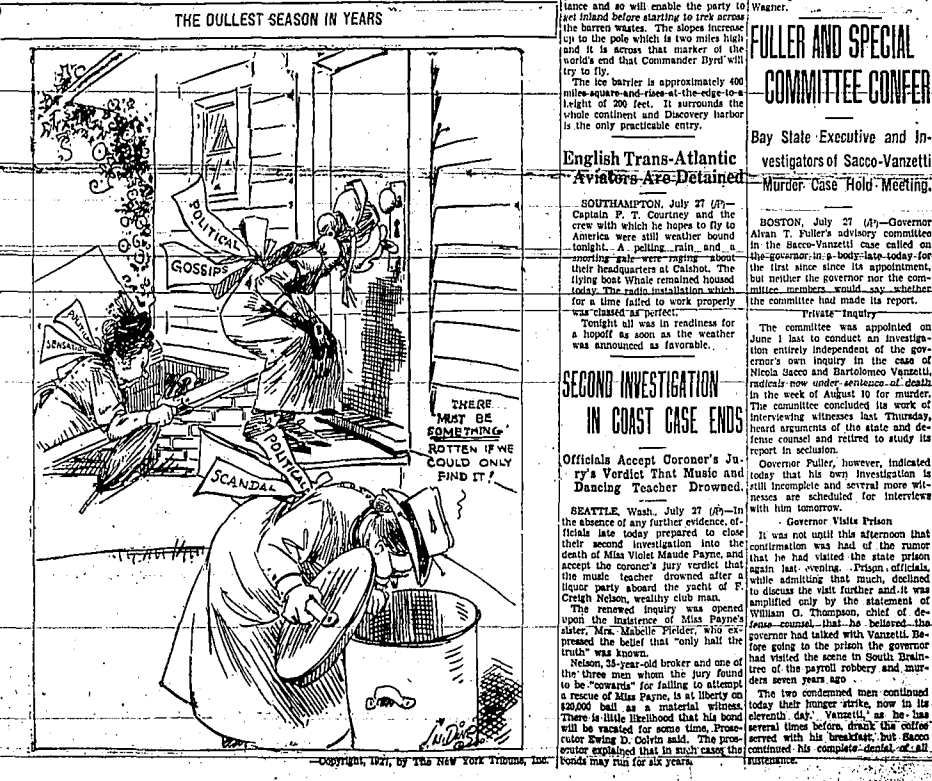 THE DULLEST SEASON IN YEARS
POLITICAL
GOSSIPS
POLITICAL
SENSATION
THERE
MUST BE
SOMETHING
ROTTEN IF WE
COULD ONLY
FIND IT!
POLITICAL
SCANDAL
Copyright, 1927, by The New York Tribune, Inc.
tance and so will enable the party to
get inland before starting to trek across
the barren wastes. The slopes increase
up to the pole which is two miles high
and it is across that marker of the
world's end that Commander Byrd will
try to fly.
The ice barrier is approximately 400
miles square and rises at the edge to a
height of 200 feet. It surrounds the
whole continent and Discovery harbor
is the only practicable entry.
English Trans-Atlantic
Aviators Are Detained
SOUTHAMPTON, July 27 (AP)—
Captain F. T. Courtney and the
crew with which he hopes to fly to
America were still weather bound
tonight. A pelting rain and a
snorting gale were raging about
their headquarters at Calshot. The
flying boat Whale remained housed
today. The radio installation which
for a time failed to work properly
was classed as perfect.
Tonight all was in readiness for
a hopoff as soon as the weather
was announced as favorable.
SECOND INVESTIGATION
IN COAST CASE ENDS
Officials Accept Coroner's Ju-
ry's Verdict That Music and
Dancing Teacher Drowned.
SEATTLE, Wash., July 27 (AP)—In
the absence of any further evidence, of-
ficials late today prepared to close
their second investigation into the
death of Miss Violet Maude Payne, and
accept the coroner's jury verdict that
the music teacher drowned after a
liquor party aboard the yacht of F.
Creigh Nelson, wealthy club man.
The renewed inquiry was opened
upon the insistence of Miss Payne's
sister, Mrs. Mabelle Fielder, who ex-
pressed the belief that "only half the
truth" was known.
Nelson, 35-year-old broker and one of
the three men whom the jury found
to be "cowards" for failing to attempt
a rescue of Miss Payne, is at liberty on
$20,000 bail as a material witness.
There is little likelihood that his bond
will be vacated for some time, Prose-
cutor Ewing D. Colvin said. The pros-
ecutor explained that in such cases the
bonds may run for six years.
Wagner.
FULLER AND SPECIAL
COMMITTEE CONFER
Bay State Executive and In-
vestigators of Sacco-Vanzetti
Murder Case Hold Meeting.
BOSTON, July 27 (AP)—Governor
Alvan T. Fuller's advisory committee
in the Sacco-Vanzetti case called on
the governor in a body late today for
the first since its appointment,
but neither the governor nor the com-
mittee members would say whether
the committee had made its report.
Private Inquiry
The committee was appointed on
June 1 last to conduct an investiga-
tion entirely independent of the gov-
ernor's own inquiry in the case of
Nicola Sacco and Bartolomeo Vanzetti,
radicals now under sentence of death
in the week of August 10 for murder.
The committee concluded its work of
interviewing witnesses last Thursday,
heard arguments of the state and de-
fense counsel and retired to study its
report in seclusion.
Governor Fuller, however, indicated
today that his own investigation is
still incomplete and several more wit-
nesses are scheduled for interviews
with him tomorrow.
Governor Visits Prison
It was not until this afternoon that
confirmation was had of the rumor
that he had visited the state prison
again last evening. Prison officials,
while admitting that much, declined
to discuss the visit further and it was
amplified only by the statement of
William G. Thompson, chief of de-
fense counsel, that he believed the
governor had talked with Vanzetti. Be-
fore going to the prison the governor
had visited the scene in South Brain-
tree of the payroll robbery and mur-
ders seven years ago.
The two condemned men continued
today their hunger strike, now in its
eleventh day. Vanzetti, as he has
several times before, drank the coffee
served with his breakfast, but Sacco
continued his complete denial of all
sustenance.